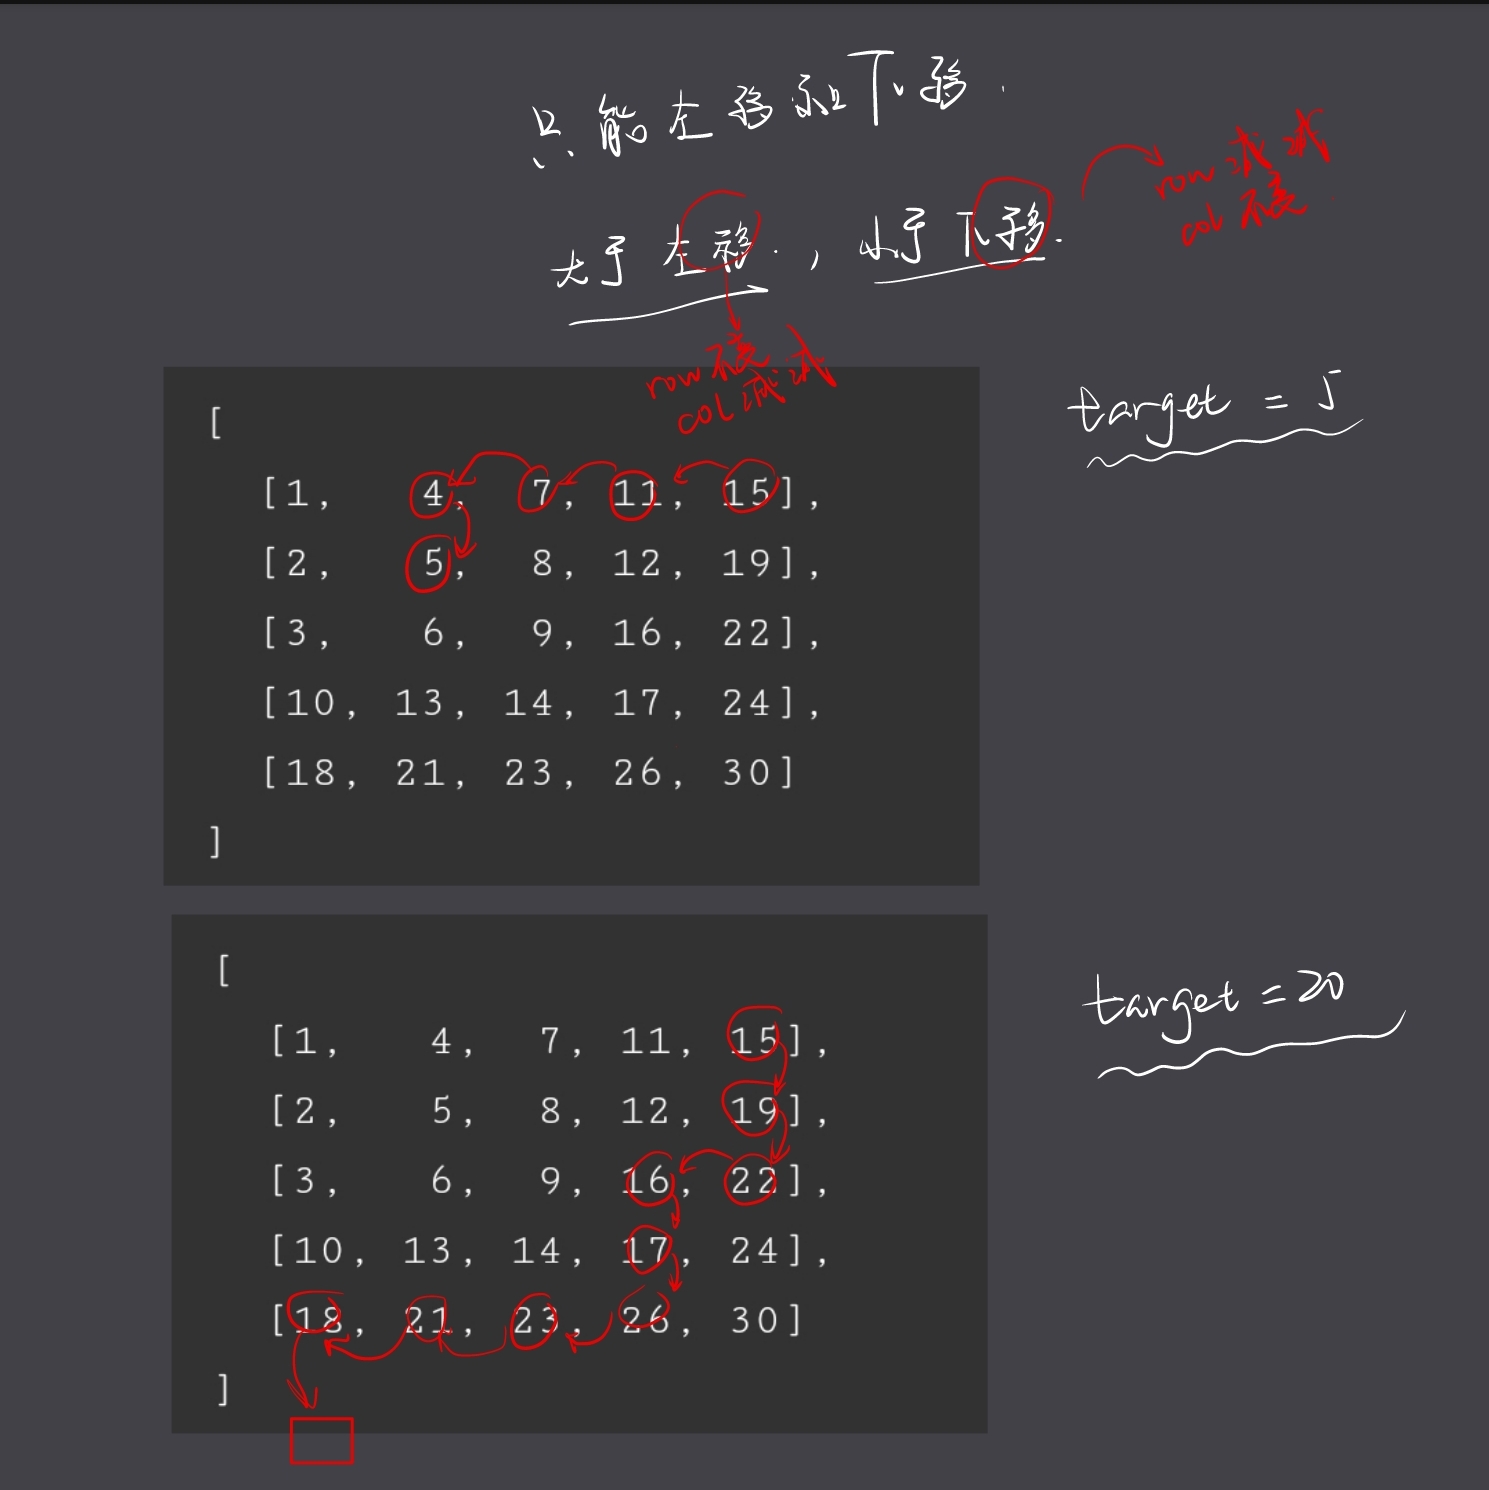 只能左移和下移.
row 减减
col 不变
大于左移., 小于下移.
row 不变
col 减减
target = 5
[
[1, 4, 7, 11, 15],
[2, 5, 8, 12, 19],
[3, 6, 9, 16, 22],
[10, 13, 14, 17, 24],
[18, 21, 23, 26, 30]
]
target = 20
[
[1, 4, 7, 11, 15],
[2, 5, 8, 12, 19],
[3, 6, 9, 16, 22],
[10, 13, 14, 17, 24],
[18, 21, 23, 26, 30]
]